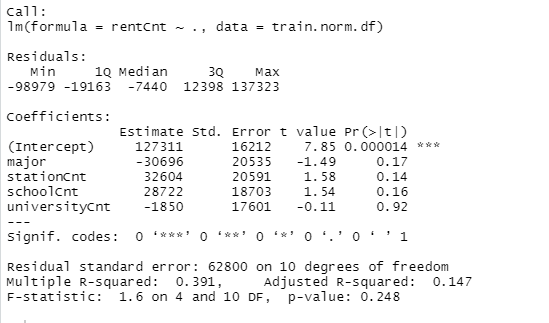 Call:
lm(formula = rentCnt ~ ., data = train.norm.df)
Residuals:
Min 1Q Median 3Q Max
-98979 -19163 -7440 12398 137323
Coefficients:
Estimate Std. Error t value Pr(>|t|)
(Intercept) 127311 16212 7.85 0.000014 ***
major -30696 20535 -1.49 0.17
stationCnt 32604 20591 1.58 0.14
schoolCnt 28722 18703 1.54 0.16
universityCnt -1850 17601 -0.11 0.92
---
Signif. codes: 0 ‘***’ 0 ‘**’ 0 ‘*’ 0 ‘.’ 0 ‘ ’ 1
Residual standard error: 62800 on 10 degrees of freedom
Multiple R-squared: 0.391, Adjusted R-squared: 0.147
F-statistic: 1.6 on 4 and 10 DF, p-value: 0.248